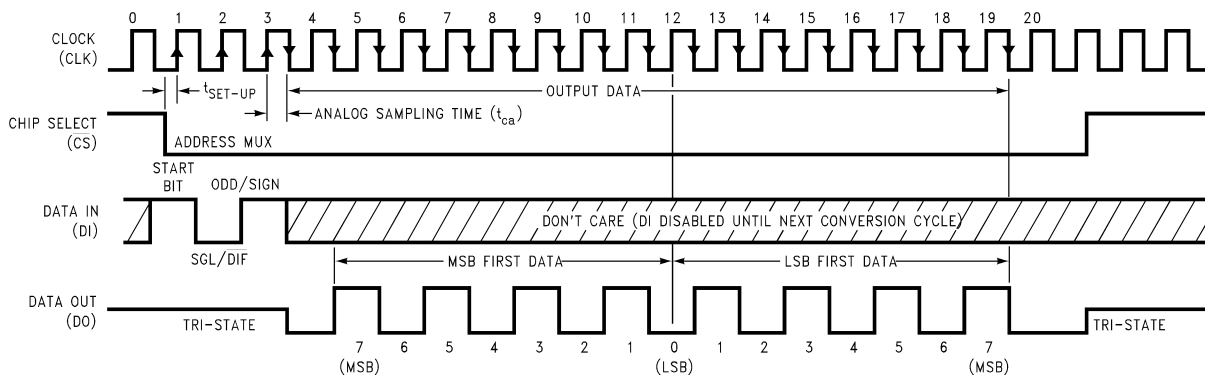 0 1 2 3 4 5 6 7 8 9 10 11 12 13 14 15 16 17 18 19 20
CLOCK
(CLK)
tSET-UP
OUTPUT DATA
ANALOG SAMPLING TIME (tca)
CHIP SELECT
(C̅S̅)
ADDRESS MUX
START
BIT
ODD/SIGN
DATA IN
(DI)
DON'T CARE (DI DISABLED UNTIL NEXT CONVERSION CYCLE)
SGL/D̅I̅F̅
MSB FIRST DATA
LSB FIRST DATA
DATA OUT
(DO)
TRI-STATE
TRI-STATE
7 6 5 4 3 2 1 0 1 2 3 4 5 6 7
(MSB) (LSB) (MSB)